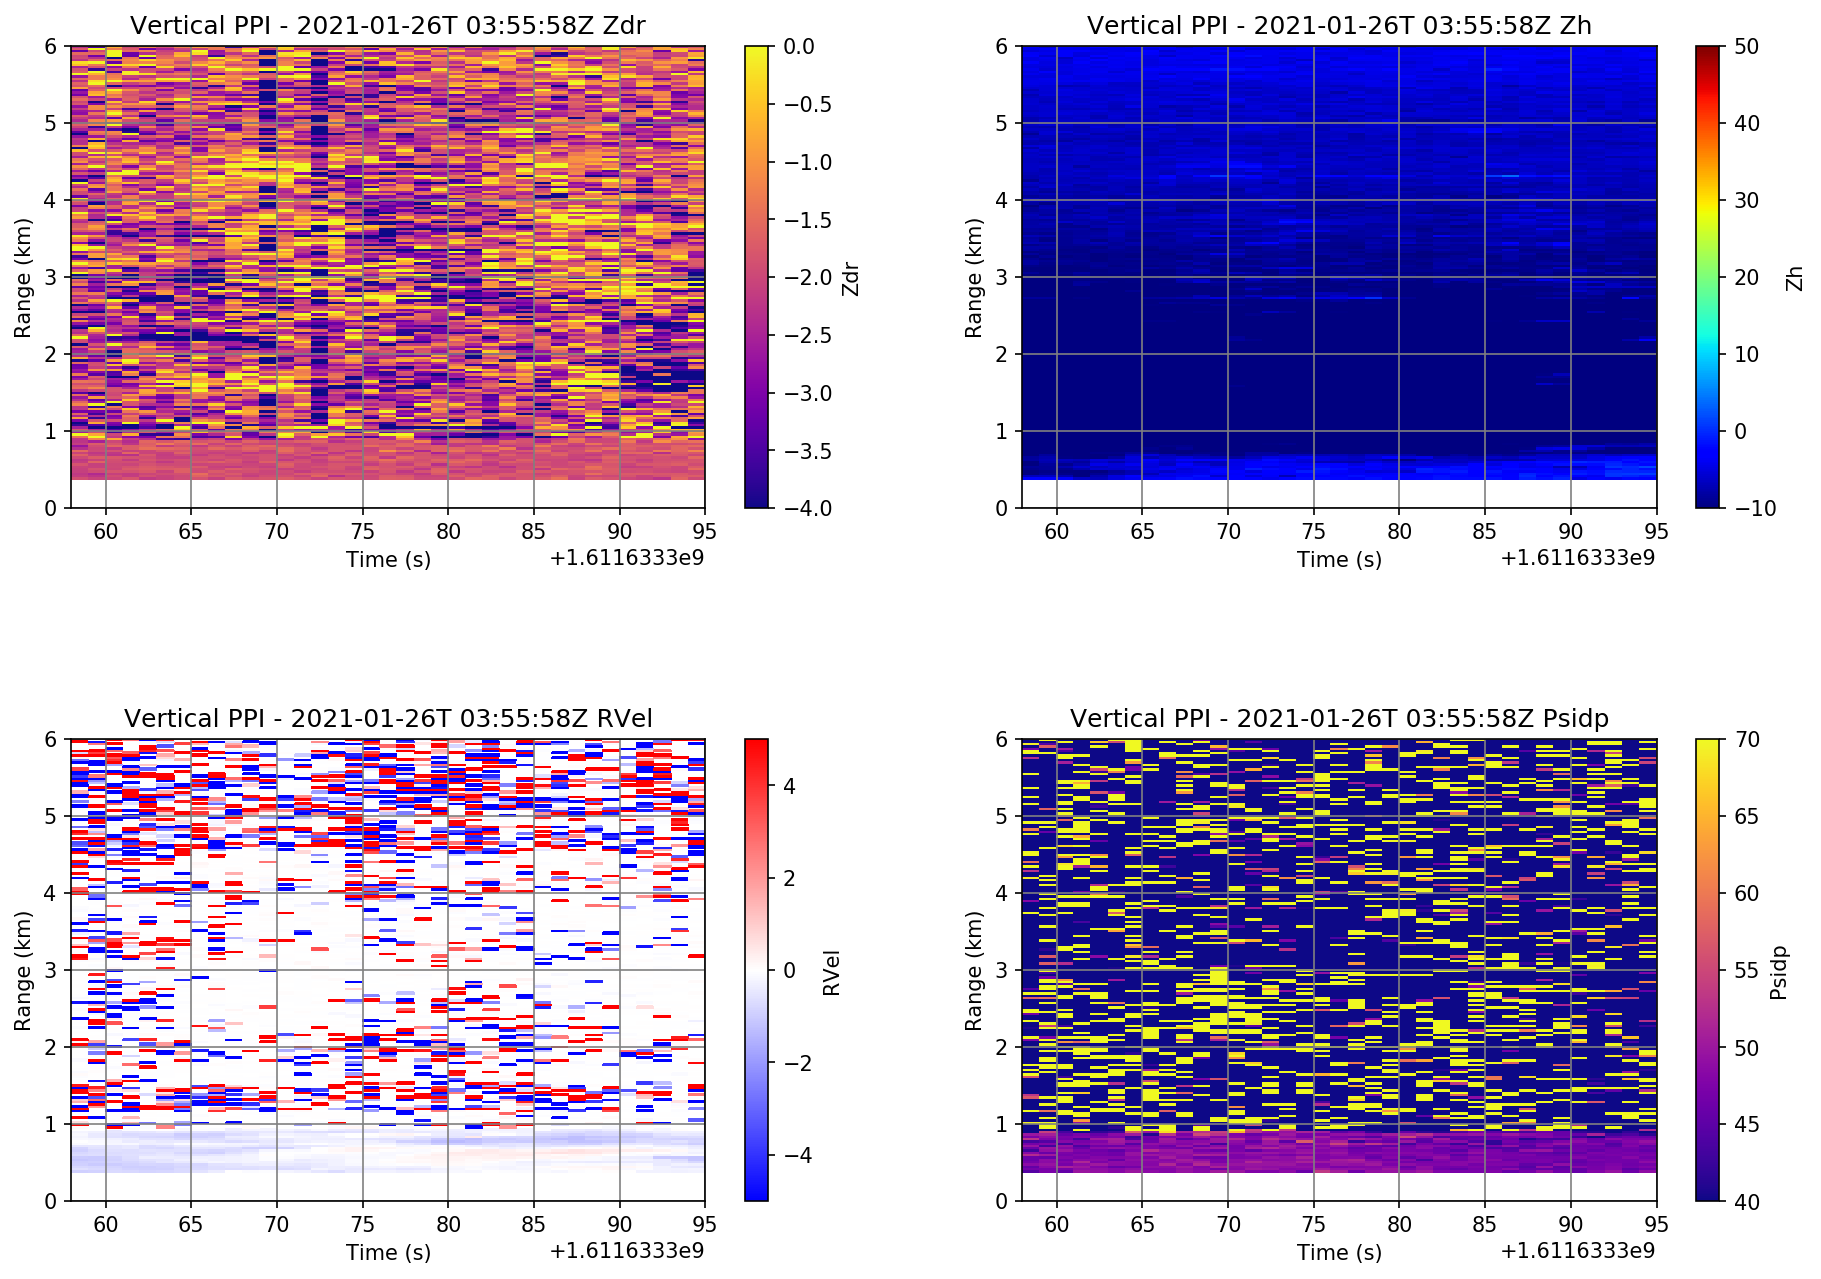 Vertical PPI - 2021-01-26T 03:55:58Z Zdr
6
5
4
3
2
1
0
Range (km)
60 65 70 75 80 85 90 95
Time (s)
+1.6116333e9
0.0
−0.5
−1.0
−1.5
−2.0
−2.5
−3.0
−3.5
−4.0
Zdr
Vertical PPI - 2021-01-26T 03:55:58Z Zh
6
5
4
3
2
1
0
Range (km)
60 65 70 75 80 85 90 95
Time (s)
+1.6116333e9
50
40
30
20
10
0
−10
Zh
Vertical PPI - 2021-01-26T 03:55:58Z RVel
6
5
4
3
2
1
0
Range (km)
60 65 70 75 80 85 90 95
Time (s)
+1.6116333e9
4
2
0
−2
−4
RVel
Vertical PPI - 2021-01-26T 03:55:58Z Psidp
6
5
4
3
2
1
0
Range (km)
60 65 70 75 80 85 90 95
Time (s)
+1.6116333e9
70
65
60
55
50
45
40
Psidp